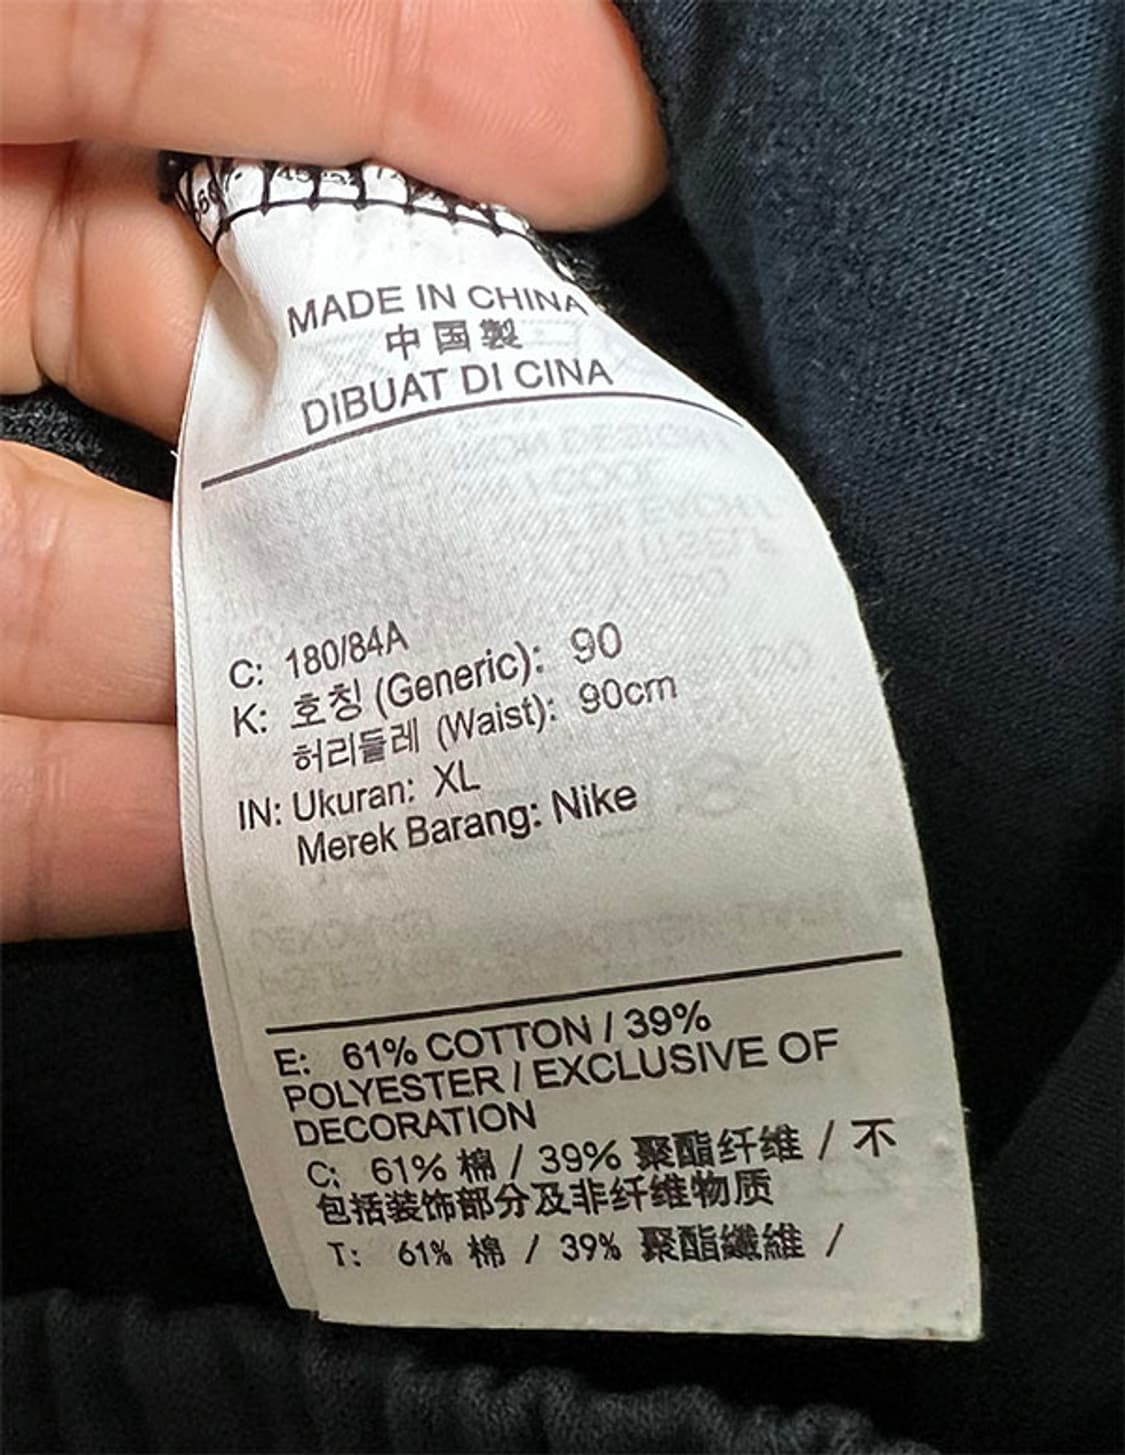 MADE IN CHINA
中国製
DIBUAT DI CINA
C: 180/84A
K: 호칭 (Generic): 90
허리둘레 (Waist): 90cm
IN: Ukuran: XL
Merek Barang: Nike
E: 61% COTTON / 39%
POLYESTER / EXCLUSIVE OF
DECORATION
C: 61% 棉 / 39% 聚酯纤维 / 不
包括装饰部分及非纤维物质
T: 61% 棉 / 39% 聚酯纖維 /